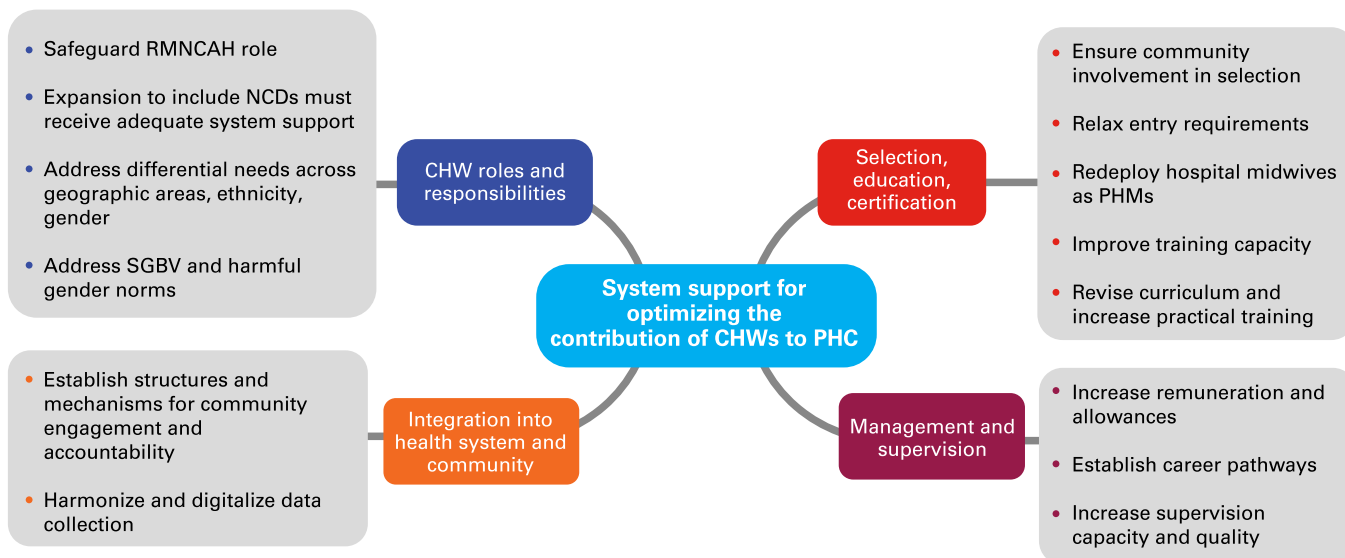 Safeguard RMNCAH role
Expansion to include NCDs must
receive adequate system support
Address differential needs across
geographic areas, ethnicity,
gender
Address SGBV and harmful
gender norms
CHW roles and
responsibilities
Selection,
education,
certification
Ensure community
involvement in selection
Relax entry requirements
Redeploy hospital midwives
as PHMs
Improve training capacity
Revise curriculum and
increase practical training
System support for
optimizing the
contribution of CHWs to PHC
Establish structures and
mechanisms for community
engagement and
accountability
Harmonize and digitalize data
collection
Integration into
health system and
community
Management and
supervision
Increase remuneration and
allowances
Establish career pathways
Increase supervision
capacity and quality